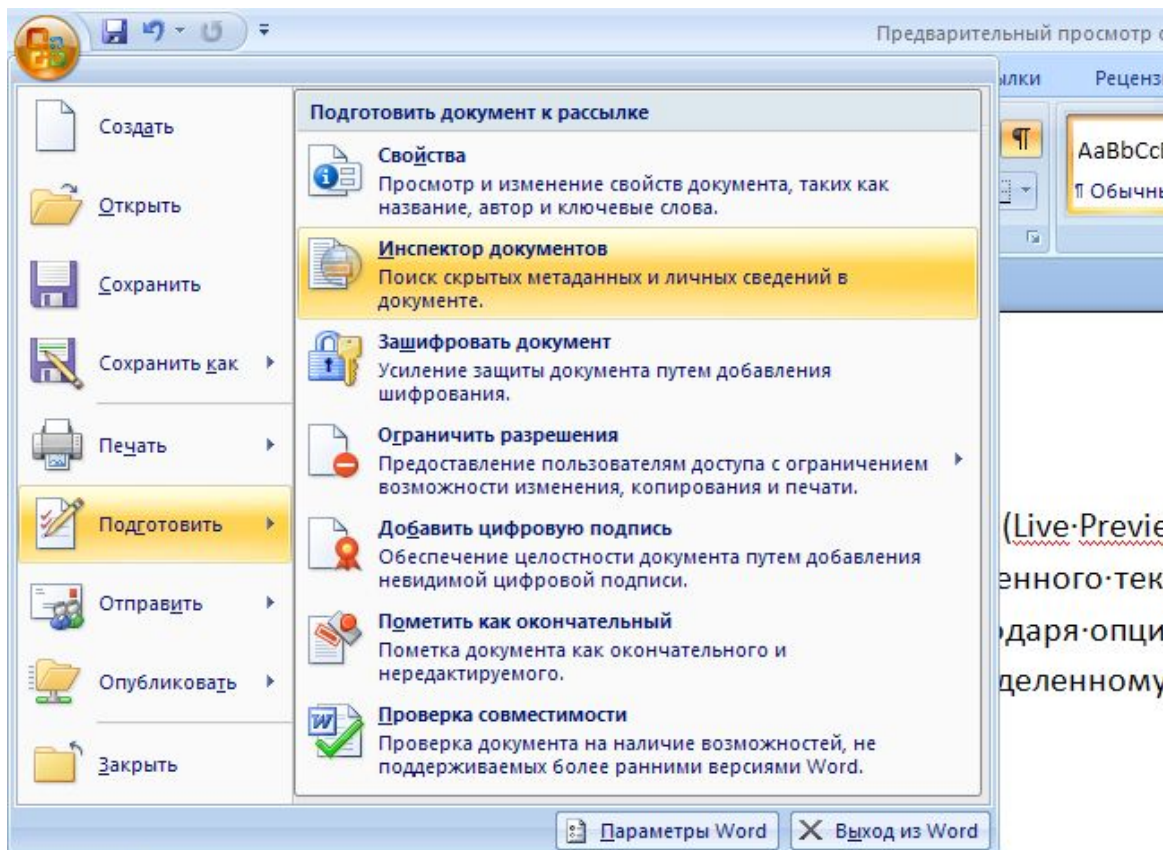 Предварительный просмотр
Создать
Открыть
Сохранить
Сохранить как
Печать
Подготовить
Отправить
Опубликовать
Закрыть
Подготовить документ к рассылке
Свойства
Просмотр и изменение свойств документа, таких как
название, автор и ключевые слова.
Инспектор документов
Поиск скрытых метаданных и личных сведений в
документе.
Зашифровать документ
Усиление защиты документа путем добавления
шифрования.
Ограничить разрешения
Предоставление пользователям доступа с ограничением
возможности изменения, копирования и печати.
Добавить цифровую подпись
Обеспечение целостности документа путем добавления
невидимой цифровой подписи.
Пометить как окончательный
Пометка документа как окончательного и
нередактируемого.
Проверка совместимости
Проверка документа на наличие возможностей, не
поддерживаемых более ранними версиями Word.
Параметры Word
Выход из Word
ылки
Реценз
AaBbCcI
¶ Обычны
(Live·Previe
енного·тек
даря·опци
деленному